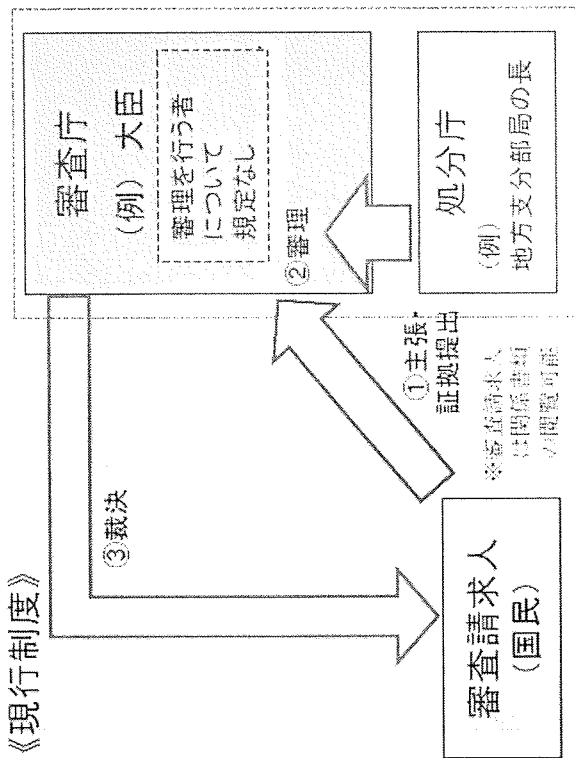 《現行制度》
審査庁
(例) 大臣
審理を行う者
について
規定なし
②審理
③裁決
①主張・
証拠提出
※審査請求人
は関係書類
の閲覧可能
審査請求人
(国民)
処分庁
(例)
地方支分部局の長